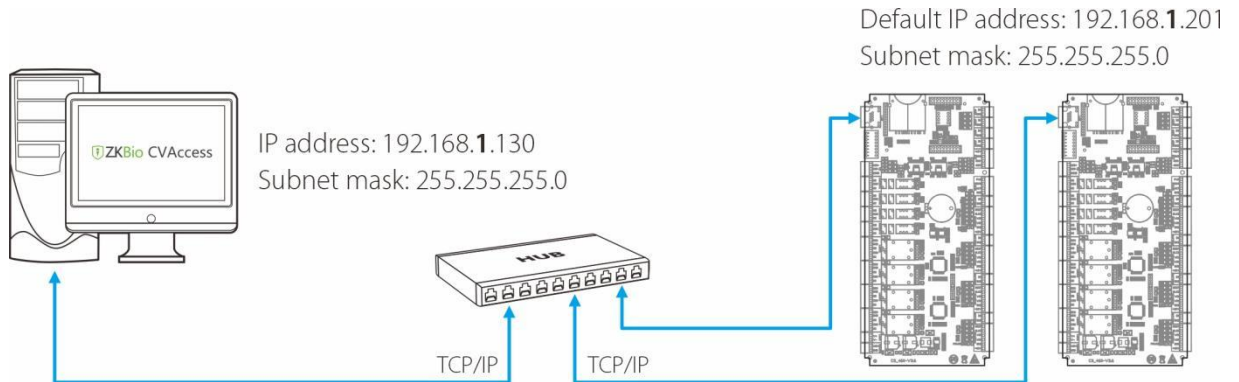 Default IP address: 192.168.1.201
Subnet mask: 255.255.255.0
ZKBio CVAccess
IP address: 192.168.1.130
Subnet mask: 255.255.255.0
HUB
TCP/IP
TCP/IP